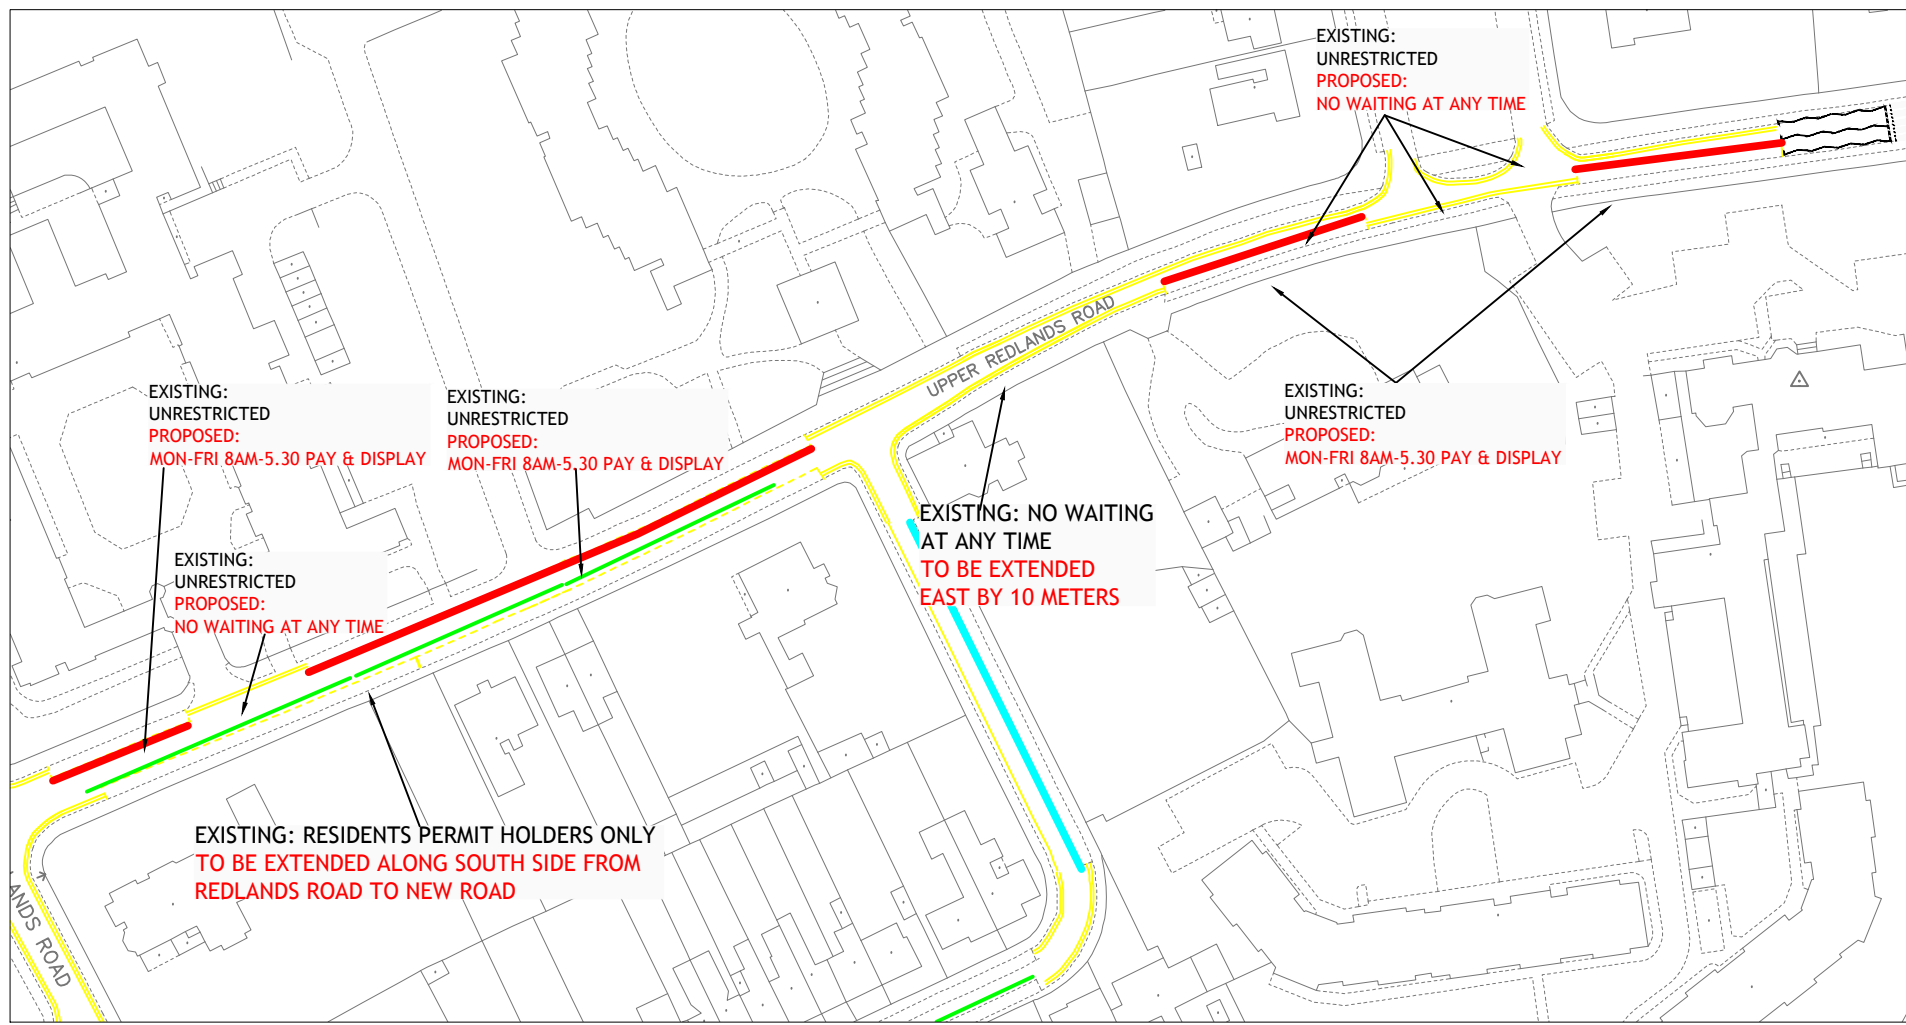 EXISTING:
UNRESTRICTED
PROPOSED:
NO WAITING AT ANY TIME
UPPER REDLANDS ROAD
EXISTING:
UNRESTRICTED
PROPOSED:
MON-FRI 8AM-5.30 PAY & DISPLAY
EXISTING:
UNRESTRICTED
PROPOSED:
MON-FRI 8AM-5.30 PAY & DISPLAY
EXISTING:
UNRESTRICTED
PROPOSED:
MON-FRI 8AM-5.30 PAY & DISPLAY
EXISTING: NO WAITING
AT ANY TIME
TO BE EXTENDED
EAST BY 10 METERS
EXISTING:
UNRESTRICTED
PROPOSED:
NO WAITING AT ANY TIME
EXISTING: RESIDENTS PERMIT HOLDERS ONLY
TO BE EXTENDED ALONG SOUTH SIDE FROM
REDLANDS ROAD TO NEW ROAD
LANDS ROAD